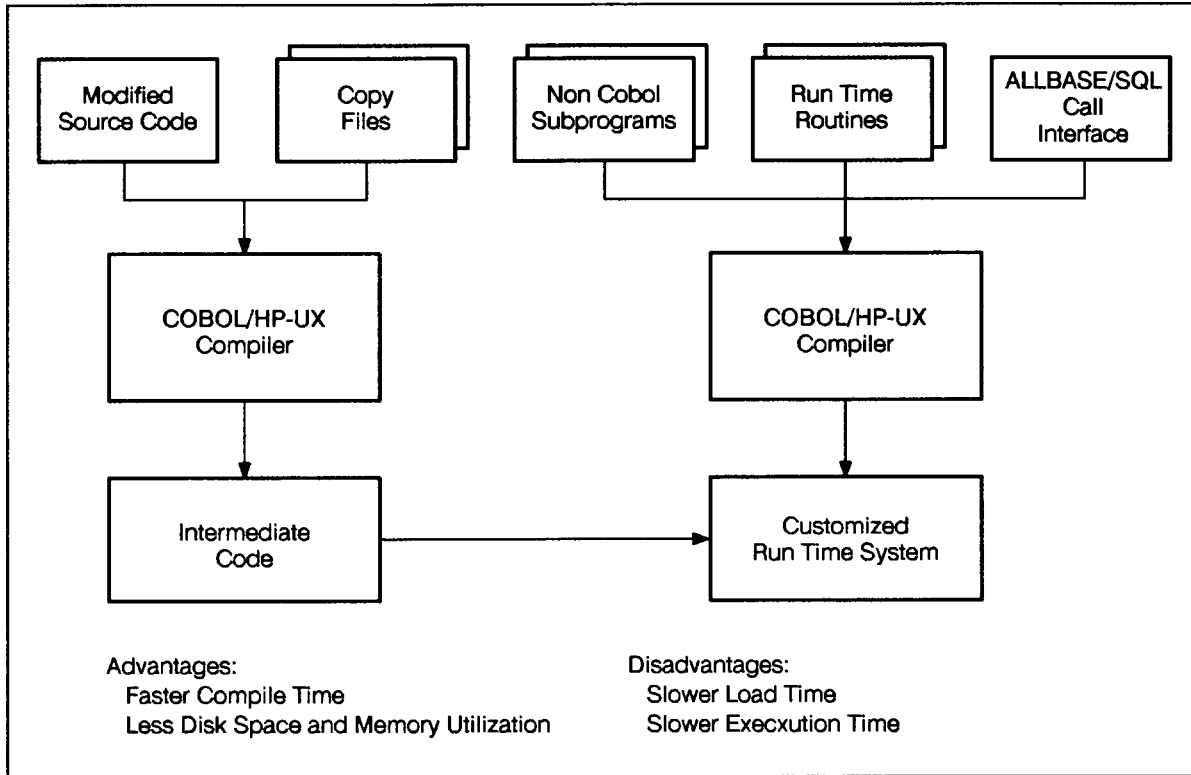 Modified
Source Code
Copy
Files
Non Cobol
Subprograms
Run Time
Routines
ALLBASE/SQL
Call
Interface
COBOL/HP-UX
Compiler
COBOL/HP-UX
Compiler
Intermediate
Code
Customized
Run Time System
Advantages:
Faster Compile Time
Less Disk Space and Memory Utilization
Disadvantages:
Slower Load Time
Slower Execxution Time